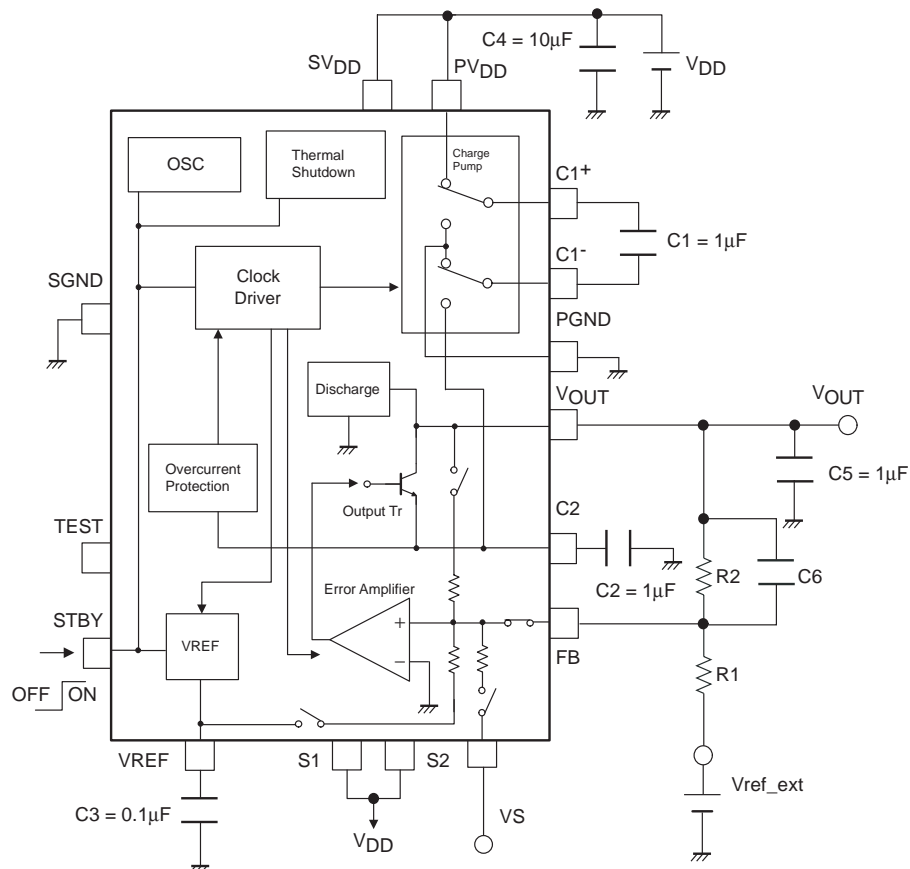 C4 = 10μF
SVDD
PVDD
VDD
OSC
Thermal
Shutdown
Charge
Pump
C1+
C1 = 1μF
C1-
SGND
Clock
Driver
PGND
Discharge
VOUT
VOUT
Overcurrent
Protection
C5 = 1μF
Output Tr
C2
TEST
R2
C6
C2 = 1μF
Error Amplifier
STBY
VREF
+
−
FB
R1
OFF
ON
VREF
S1
S2
Vref_ext
C3 = 0.1μF
VS
VDD